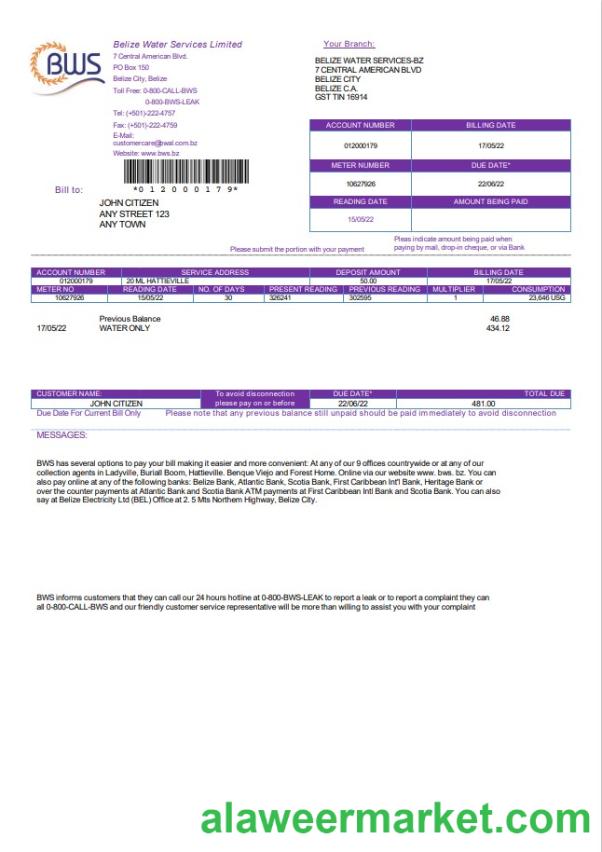 BWS
Belize Water Services Limited
7 Central American Blvd.
PO Box 150
Belize City, Belize
Toll Free: 0-800-CALL-BWS
0-800-BWS-LEAK
Tel: (+501)-222-4757
Fax: (+501)-222-4759
E-Mail:
customercare@bwal.com.bz
Website: www.bws.bz
*012000179*
Your Branch:
BELIZE WATER SERVICES-BZ
7 CENTRAL AMERICAN BLVD
BELIZE CITY
BELIZE C.A.
GST TIN 16914
ACCOUNT NUMBER BILLING DATE
012000179 17/05/22
METER NUMBER DUE DATE*
10627926 22/06/22
READING DATE AMOUNT BEING PAID
15/05/22
Bill to:
JOHN CITIZEN
ANY STREET 123
ANY TOWN
Please submit the portion with your payment
Pleas indicate amount being paid when
paying by mail, drop-in cheque, or via Bank
ACCOUNT NUMBER SERVICE ADDRESS DEPOSIT AMOUNT BILLING DATE
012000179 20 ML HATTIEVILLE 50.00 17/05/22
METER NO READING DATE NO. OF DAYS PRESENT READING PREVIOUS READING MULTIPLIER CONSUMPTION
10627926 15/05/22 30 326241 302595 1 23,646 USG
Previous Balance 46.88
17/05/22 WATER ONLY 434.12
CUSTOMER NAME: To avoid disconnection DUE DATE* TOTAL DUE
JOHN CITIZEN please pay on or before 22/06/22 481.00
Due Date For Current Bill Only Please note that any previous balance still unpaid should be paid immediately to avoid disconnection
MESSAGES:
BWS has several options to pay your bill making it easier and more convenient: At any of our 9 offices countrywide or at any of our
collection agents in Ladyville, Buriall Boom, Hattieville. Benque Viejo and Forest Home. Online via our website www. bws. bz. You can
also pay online at any of the following banks: Belize Bank, Atlantic Bank, Scotia Bank, First Caribbean Int'l Bank, Heritage Bank or
over the counter payments at Atlantic Bank and Scotia Bank ATM payments at First Caribbean Intl Bank and Scotia Bank. You can also
say at Belize Electricity Ltd (BEL) Office at 2. 5 Mts Northem Highway, Belize City.
BWS informs customers that they can call our 24 hours hotline at 0-800-BWS-LEAK to report a leak or to report a complaint they can
all 0-800-CALL-BWS and our friendly customer service representative will be more than willing to assist you with your complaint
alaweermarket.com